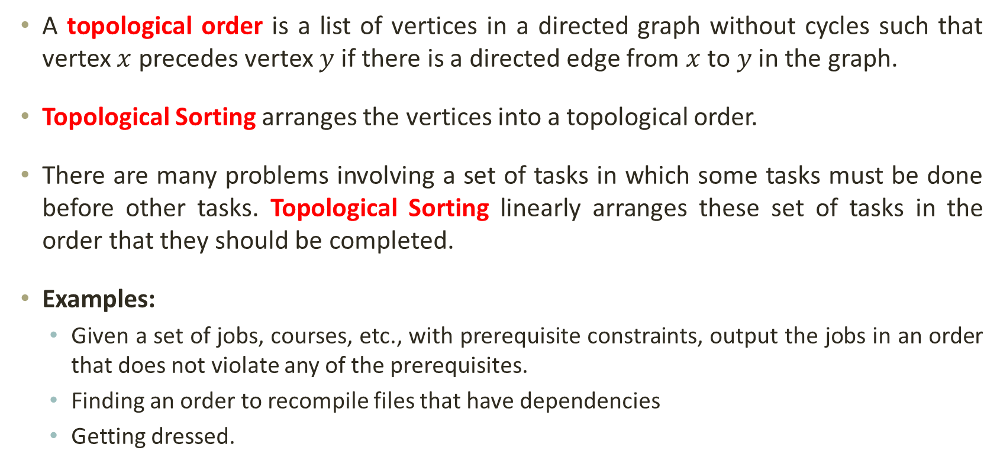 • A topological order is a list of vertices in a directed graph without cycles such that
vertex x precedes vertex y if there is a directed edge from x to y in the graph.
• Topological Sorting arranges the vertices into a topological order.
• There are many problems involving a set of tasks in which some tasks must be done
before other tasks. Topological Sorting linearly arranges these set of tasks in the
order that they should be completed.
• Examples:
• Given a set of jobs, courses, etc., with prerequisite constraints, output the jobs in an order
that does not violate any of the prerequisites.
• Finding an order to recompile files that have dependencies
• Getting dressed.